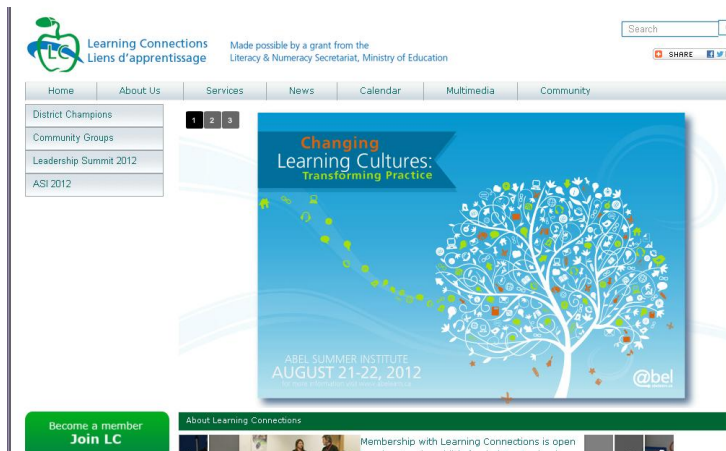 LC
Learning Connections
Liens d'apprentissage
Made possible by a grant from the
Literacy & Numeracy Secretariat, Ministry of Education
Search
SHARE
Home
About Us
Services
News
Calendar
Multimedia
Community
District Champions
Community Groups
Leadership Summit 2012
ASI 2012
1 2 3
Changing
Learning Cultures:
Transforming Practice
ABEL SUMMER INSTITUTE
AUGUST 21-22, 2012
@bel
Become a member
Join LC
About Learning Connections
Membership with Learning Connections is open